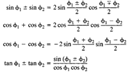 sin ϕ₁ ± sin ϕ₂ = 2 sin (ϕ₁ ± ϕ₂)/2 cos (ϕ₁ ∓ ϕ₂)/2
cos ϕ₁ + cos ϕ₂ = 2 cos (ϕ₁ + ϕ₂)/2 cos (ϕ₁ − ϕ₂)/2
cos ϕ₁ − cos ϕ₂ = −2 sin (ϕ₁ + ϕ₂)/2 sin (ϕ₁ − ϕ₂)/2
tan ϕ₁ ± tan ϕ₂ = sin (ϕ₁ ± ϕ₂)/(cos ϕ₁ cos ϕ₂)